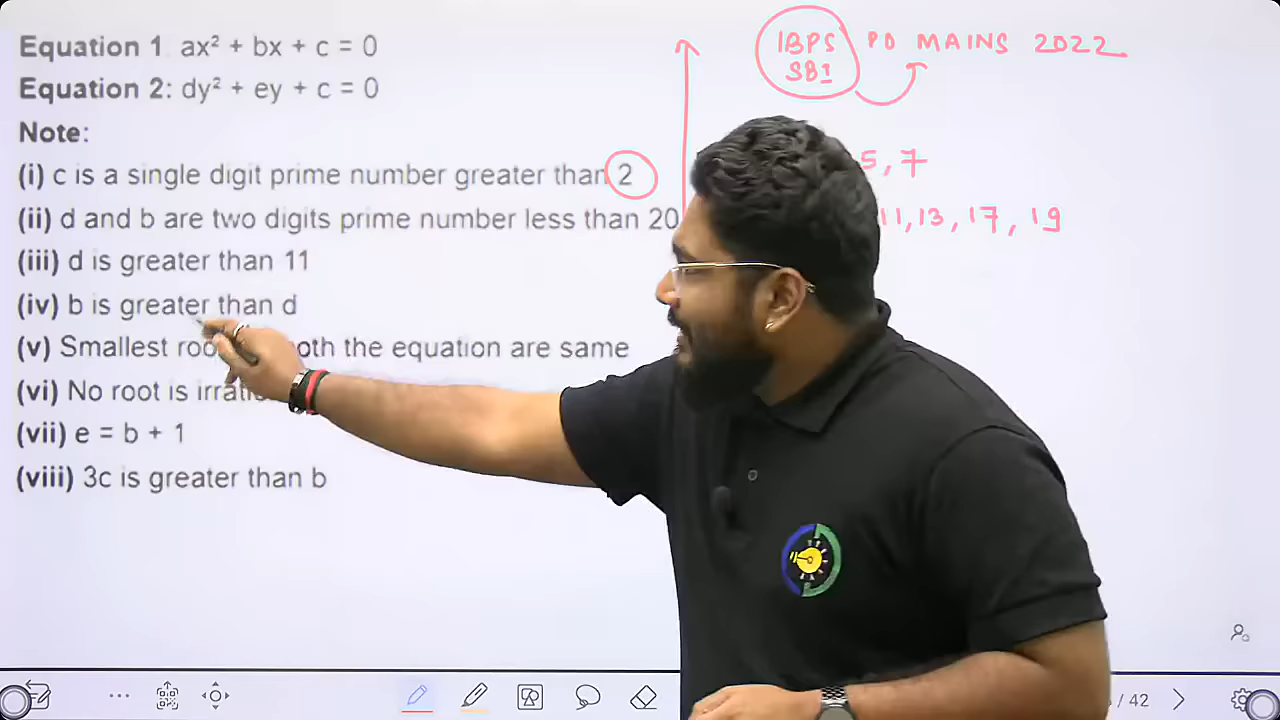 Equation 1: ax² + bx + c = 0
Equation 2: dy² + ey + c = 0
Note:
(i) c is a single digit prime number greater than 2
(ii) d and b are two digits prime number less than 20
(iii) d is greater than 11
(iv) b is greater than d
(v) Smallest the equation are same
(vi) No root is
(vii) e = b + 1
(viii) 3c is greater than b
IBPS PO MAINS 2022
SBI
5, 7
11, 13, 17, 19
/ 42